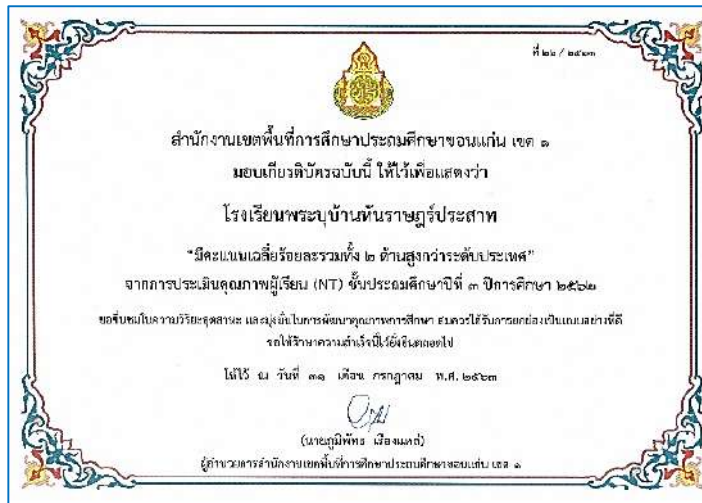 ที่ ๒๖ / ๒๕๖๓
สำนักงานเขตพื้นที่การศึกษาประถมศึกษาขอนแก่น เขต ๑
มอบเกียรติบัตรฉบับนี้ ให้ไว้เพื่อแสดงว่า
โรงเรียนพระบุบ้านหันราษฎร์ประสาท
"มีคะแนนเฉลี่ยร้อยละรวมทั้ง ๒ ด้านสูงกว่าระดับประเทศ"
จากการประเมินคุณภาพผู้เรียน (NT) ชั้นประถมศึกษาปีที่ ๓ ปีการศึกษา ๒๕๖๒
ขอชื่นชมในความวิริยะอุตสาหะ และมุ่งมั่นในการพัฒนาคุณภาพการศึกษา สมควรได้รับการยกย่องเป็นแบบอย่างที่ดี
ขอให้รักษาความสำเร็จนี้ไว้ยั่งยืนตลอดไป
ให้ไว้ ณ วันที่ ๓๑ เดือน กรกฎาคม พ.ศ. ๒๕๖๓
(นายภูมิพัทธ เรืองแหล่)
ผู้อำนวยการสำนักงานเขตพื้นที่การศึกษาประถมศึกษาขอนแก่น เขต ๑